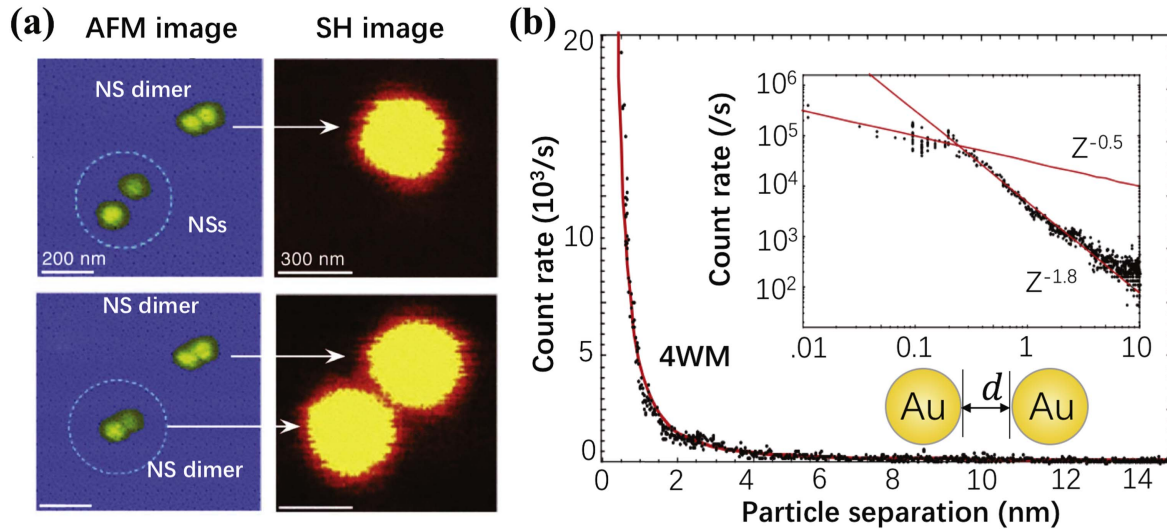 (a)
AFM image
SH image
NS dimer
NSs
200 nm
300 nm
NS dimer
NS dimer
(b)
20
15
10
5
0
Count rate (10³/s)
0 2 4 6 8 10 12 14
Particle separation (nm)
4WM
10⁶
10⁵
10⁴
10³
10²
Count rate (/s)
.01 0.1 1 10
Z⁻⁰·⁵
Z⁻¹·⁸
Au d Au